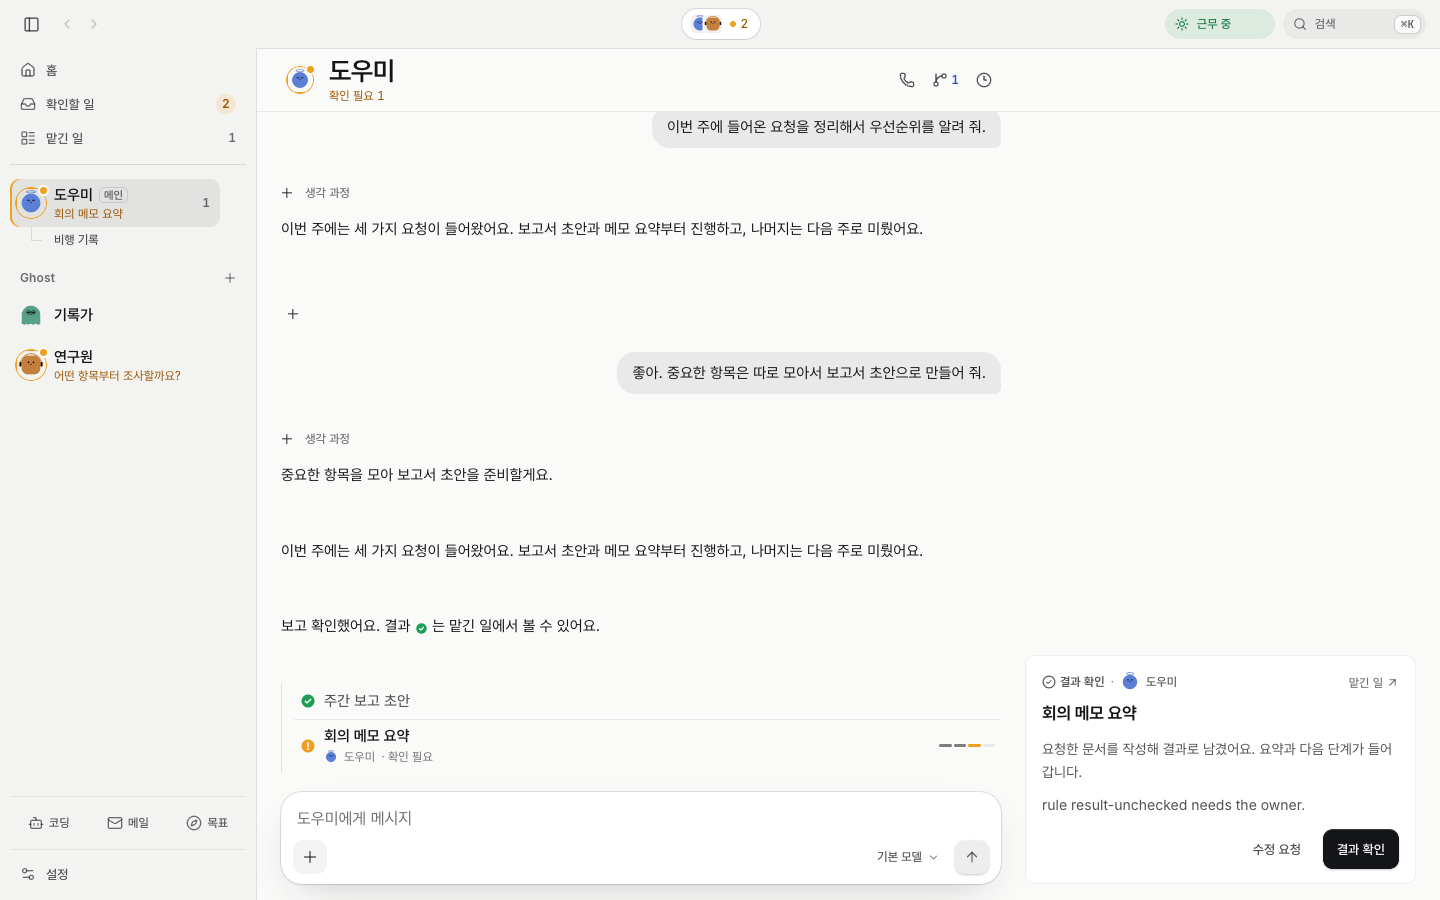 2
근무 중
검색
⌘K
홈
확인할 일
2
맡긴 일
1
도우미
메인
회의 메모 요약
1
비행 기록
Ghost
기록가
연구원
어떤 항목부터 조사할까요?
코딩
메일
목표
설정
도우미
확인 필요 1
1
이번 주에 들어온 요청을 정리해서 우선순위를 알려 줘.
생각 과정
이번 주에는 세 가지 요청이 들어왔어요. 보고서 초안과 메모 요약부터 진행하고, 나머지는 다음 주로 미뤘어요.
좋아. 중요한 항목은 따로 모아서 보고서 초안으로 만들어 줘.
생각 과정
중요한 항목을 모아 보고서 초안을 준비할게요.
이번 주에는 세 가지 요청이 들어왔어요. 보고서 초안과 메모 요약부터 진행하고, 나머지는 다음 주로 미뤘어요.
보고 확인했어요. 결과 는 맡긴 일에서 볼 수 있어요.
주간 보고 초안
회의 메모 요약
도우미 · 확인 필요
도우미에게 메시지
기본 모델
결과 확인 · 도우미
맡긴 일
회의 메모 요약
요청한 문서를 작성해 결과로 남겼어요. 요약과 다음 단계가 들어
갑니다.
rule result-unchecked needs the owner.
수정 요청
결과 확인